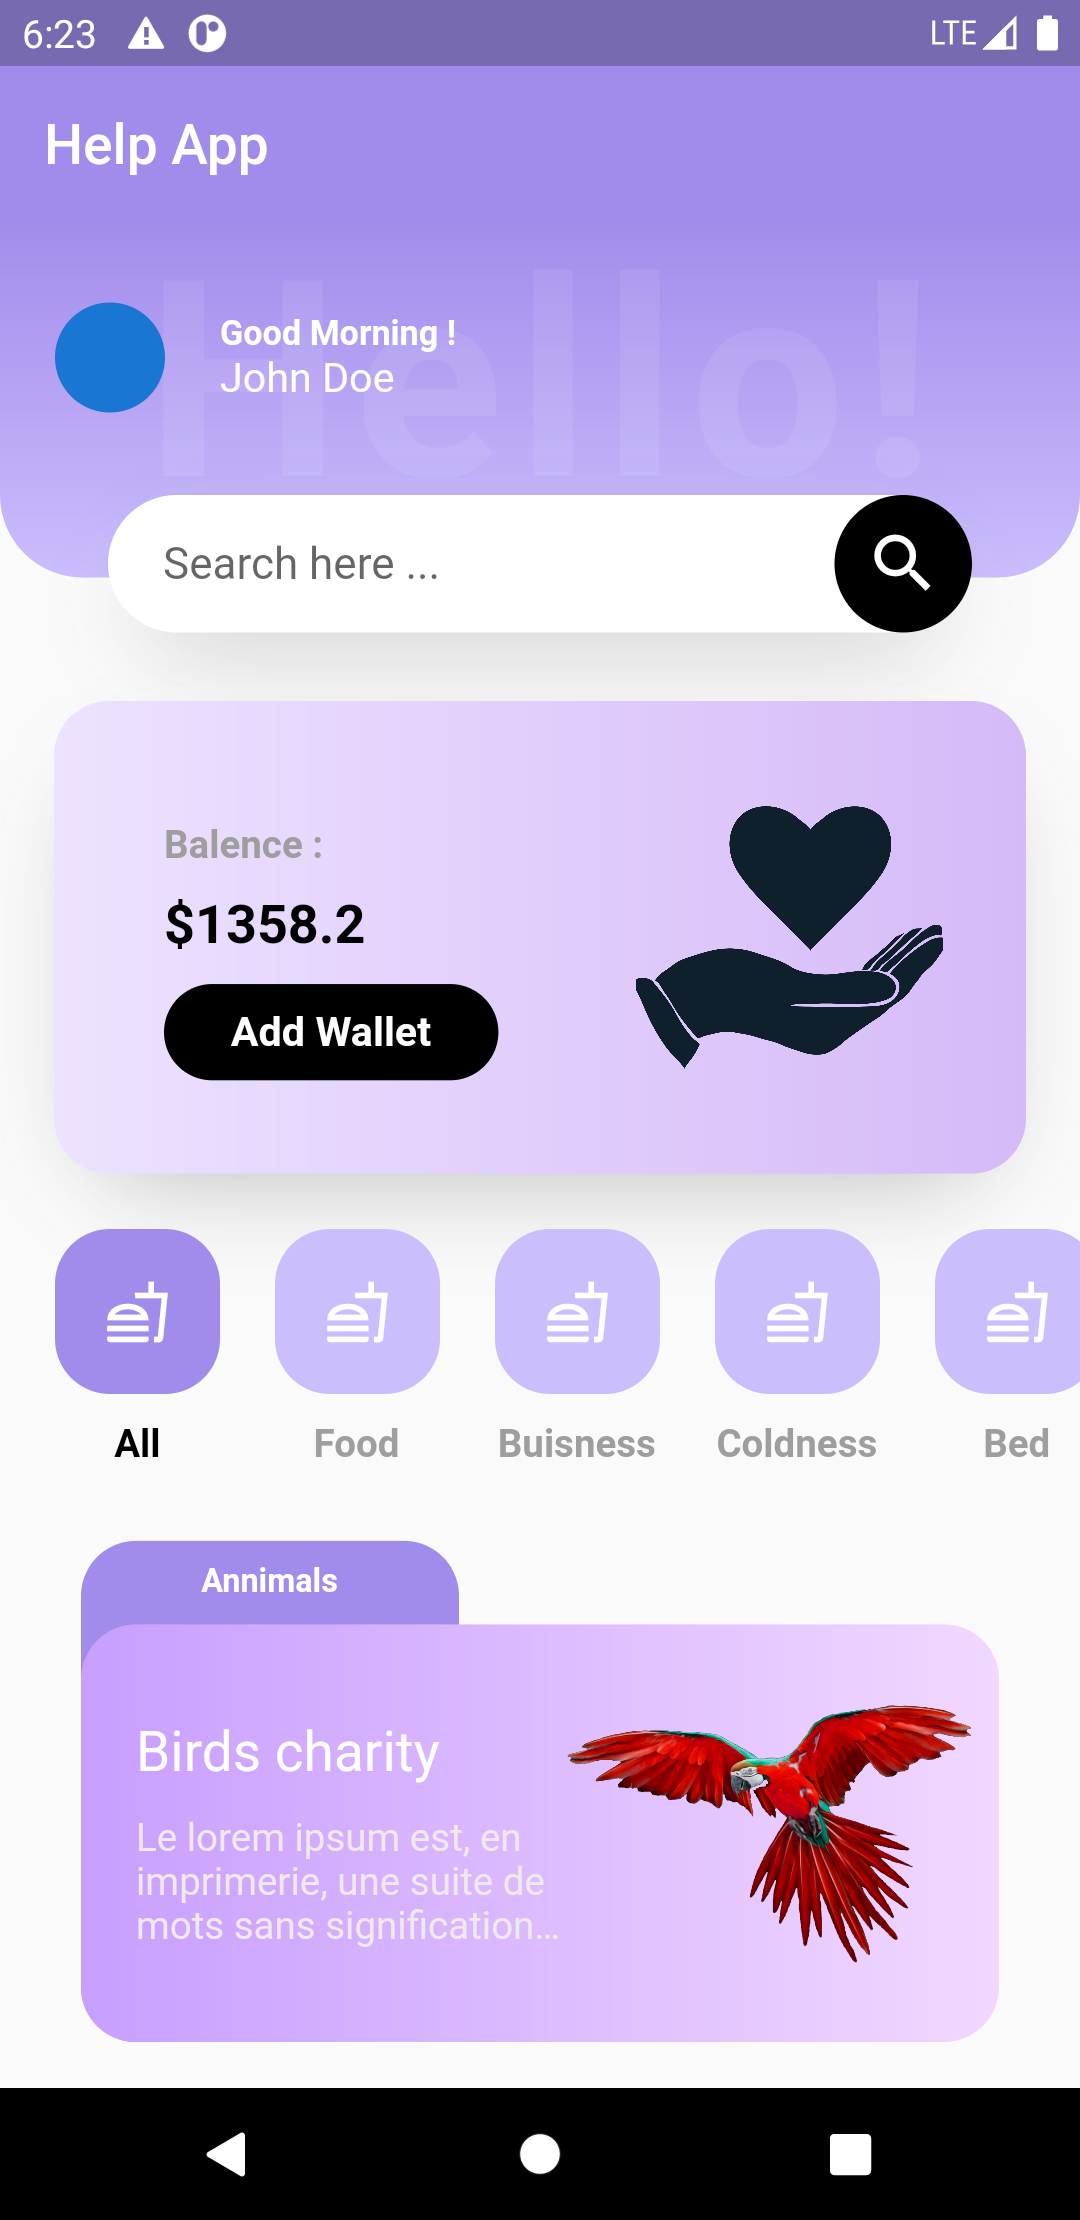 6:23
LTE
Help App
Hello!
Good Morning !
John Doe
Search here ...
Balence :
$1358.2
Add Wallet
All
Food
Buisness
Coldness
Bed
Annimals
Birds charity
Le lorem ipsum est, en
imprimerie, une suite de
mots sans signification...